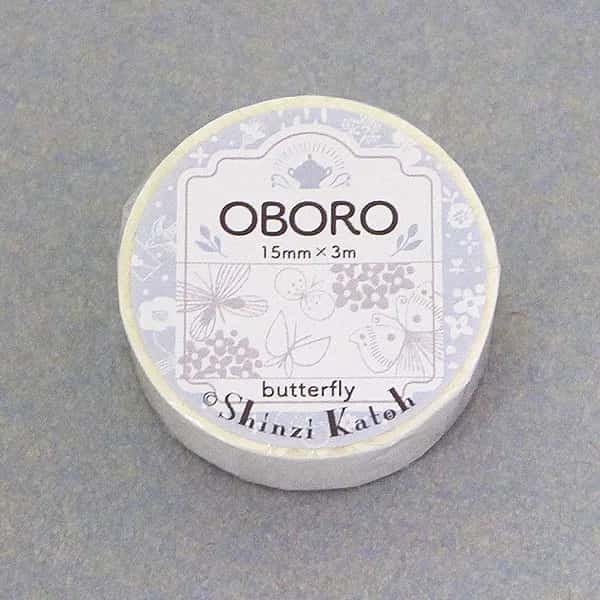 OBORO
15mm×3m
butterfly
©Shinzi Katoh